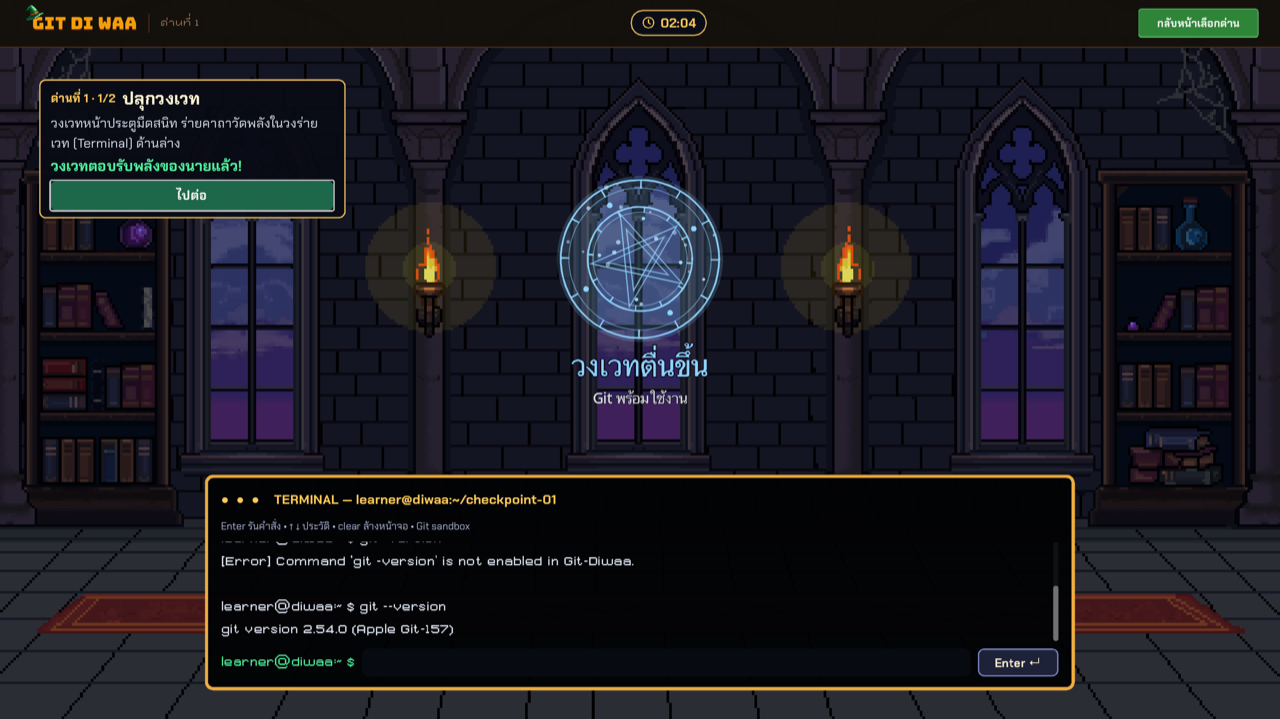 GIT DI WAA
ด่านที่ 1
02:04
กลับหน้าเลือกด่าน
ด่านที่ 1 · 1/2 ปลุกวงเวท
วงเวทหน้าประตูมืดสนิท ร่ายคาถาวัดพลังในวงร่าย
เวท (Terminal) ด้านล่าง
วงเวทตอบรับพลังของนายแล้ว!
ไปต่อ
วงเวทตื่นขึ้น
Git พร้อมใช้งาน
TERMINAL — learner@diwaa:~/checkpoint-01
Enter รันคำสั่ง • ↑ ↓ ประวัติ • clear ล้างหน้าจอ • Git sandbox
[Error] Command 'git -version' is not enabled in Git-Diwaa.
learner@diwaa:~ $ git --version
git version 2.54.0 (Apple Git-157)
learner@diwaa:~ $
Enter ↵